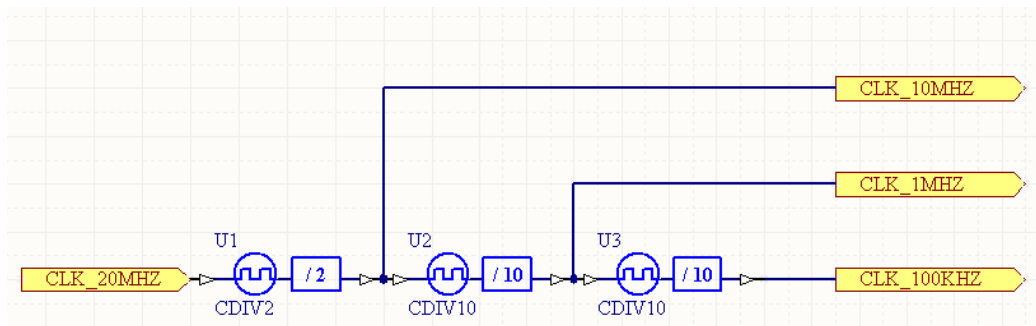 CLK_10MHZ
CLK_1MHZ
U1
U2
U3
CLK_20MHZ
/ 2
/ 10
/ 10
CLK_100KHZ
CDIV2
CDIV10
CDIV10